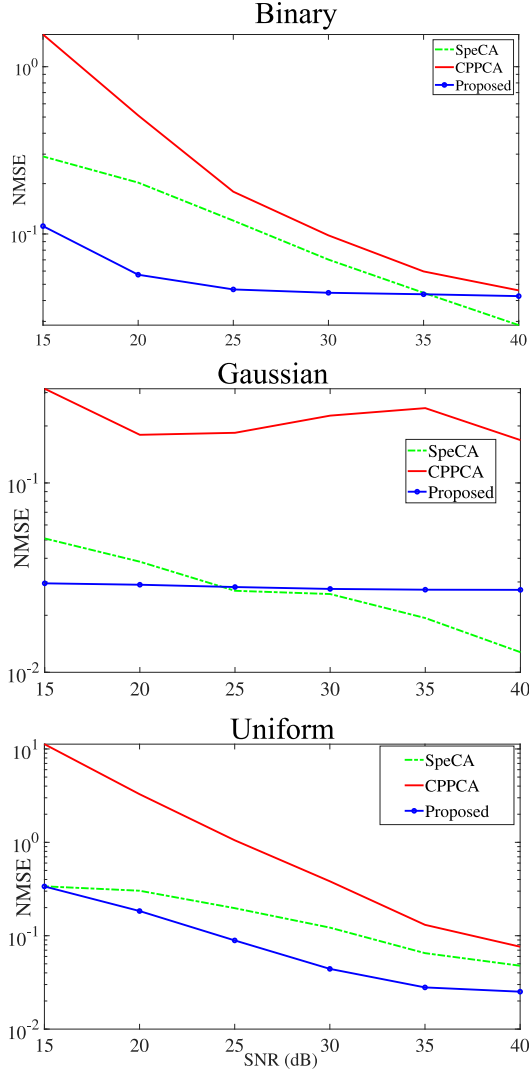 Binary
10^0
SpeCA
CPPCA
Proposed
NMSE
10^-1
15 20 25 30 35 40
Gaussian
SpeCA
CPPCA
Proposed
10^-1
NMSE
10^-2
15 20 25 30 35 40
Uniform
10^1
SpeCA
CPPCA
Proposed
10^0
NMSE
10^-1
10^-2
15 20 25 30 35 40
SNR (dB)